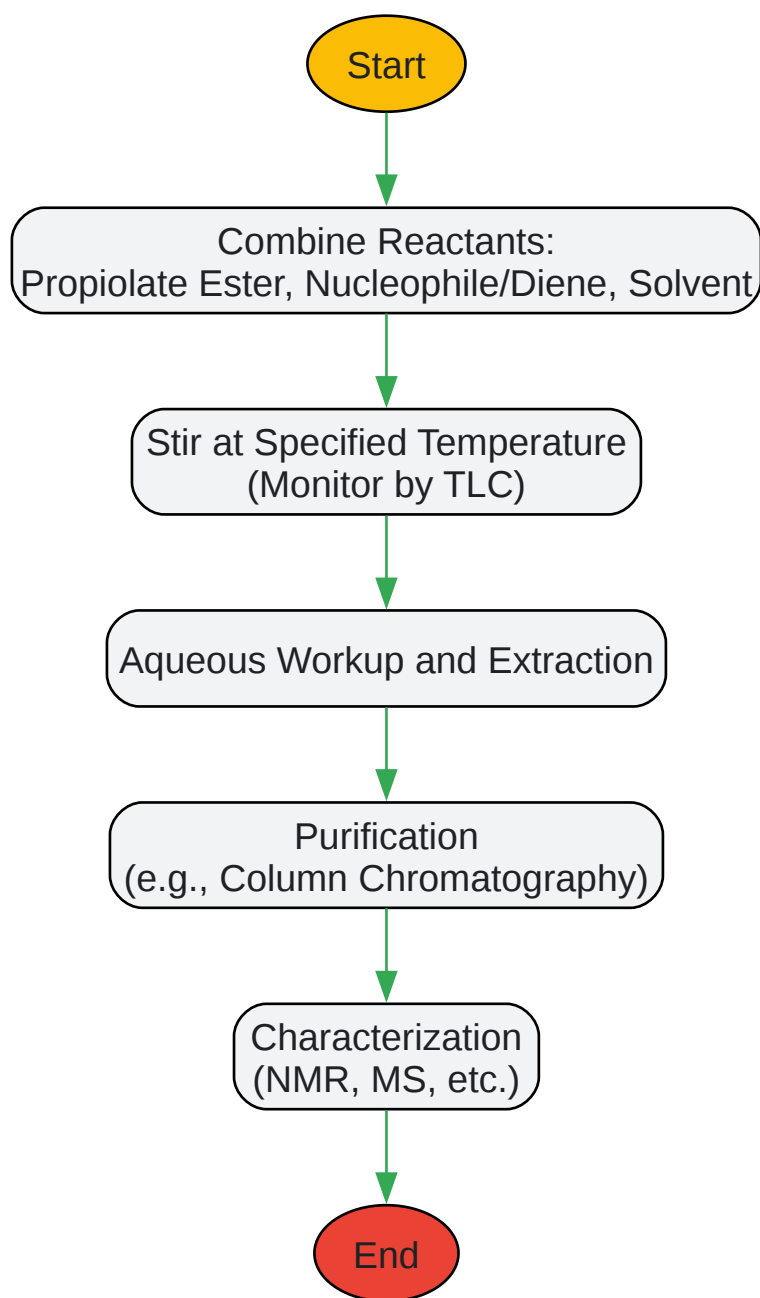 Start
Combine Reactants:
Propiolate Ester, Nucleophile/Diene, Solvent
Stir at Specified Temperature
(Monitor by TLC)
Aqueous Workup and Extraction
Purification
(e.g., Column Chromatography)
Characterization
(NMR, MS, etc.)
End